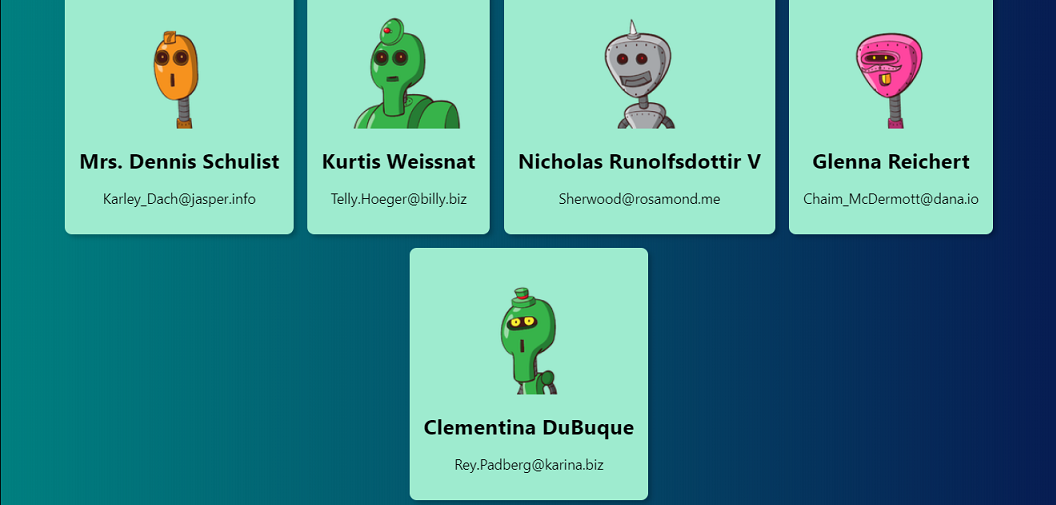 Mrs. Dennis Schulist
Karley_Dach@jasper.info
Kurtis Weissnat
Telly.Hoeger@billy.biz
Nicholas Runolfsdottir V
Sherwood@rosamond.me
Glenna Reichert
Chaim_McDermott@dana.io
Clementina DuBuque
Rey.Padberg@karina.biz